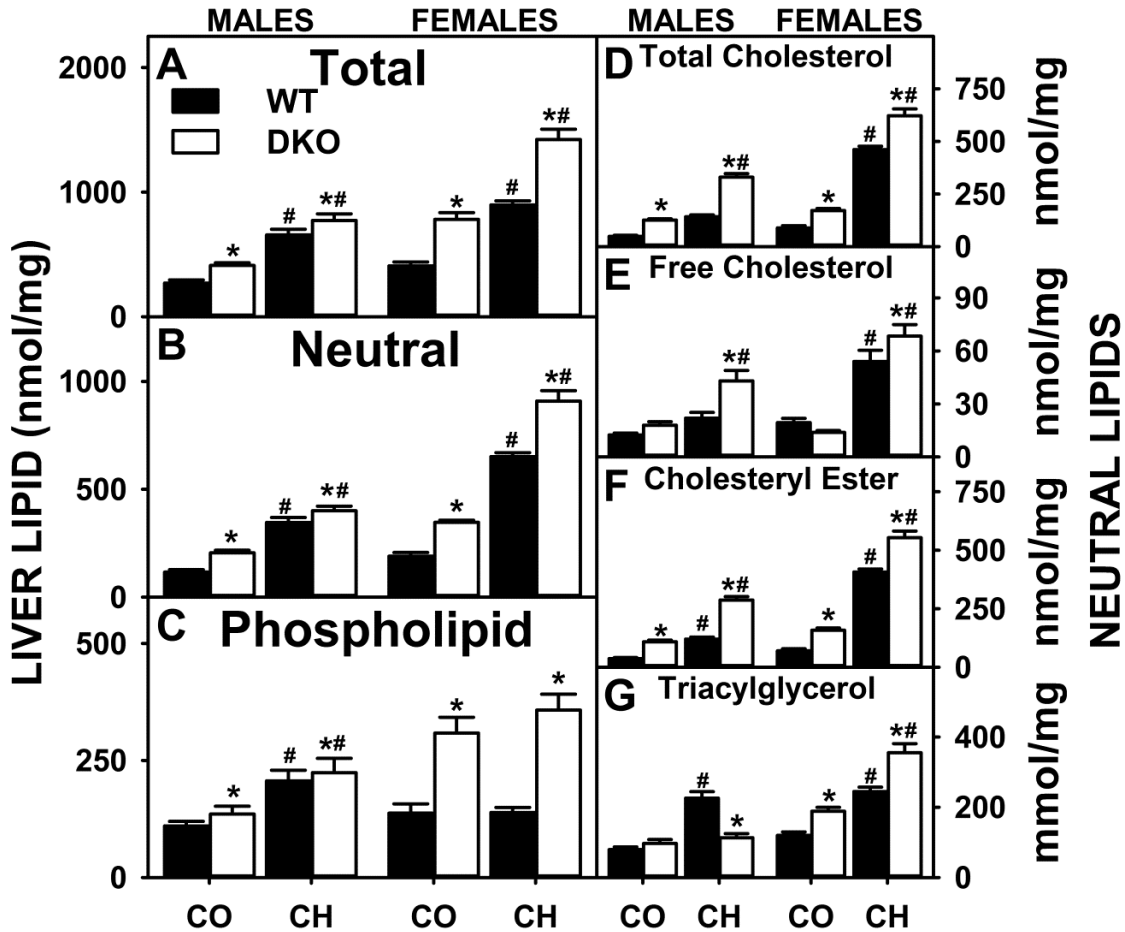 MALES FEMALES MALES FEMALES
LIVER LIPID (nmol/mg)
A Total
WT
DKO
2000
1000
0
* # *# * # *#
B Neutral
1000
500
0
* # *# * # *#
C Phospholipid
500
250
0
* # *# * *
CO CH CO CH
D Total Cholesterol
750
500
250
0
nmol/mg
* *# * # *#
E Free Cholesterol
90
60
30
0
nmol/mg
*# # *#
F Cholesteryl Ester
750
500
250
0
nmol/mg
* # *# * # *#
G Triacylglycerol
400
200
0
mmol/mg
# * * # *#
CO CH CO CH
NEUTRAL LIPIDS